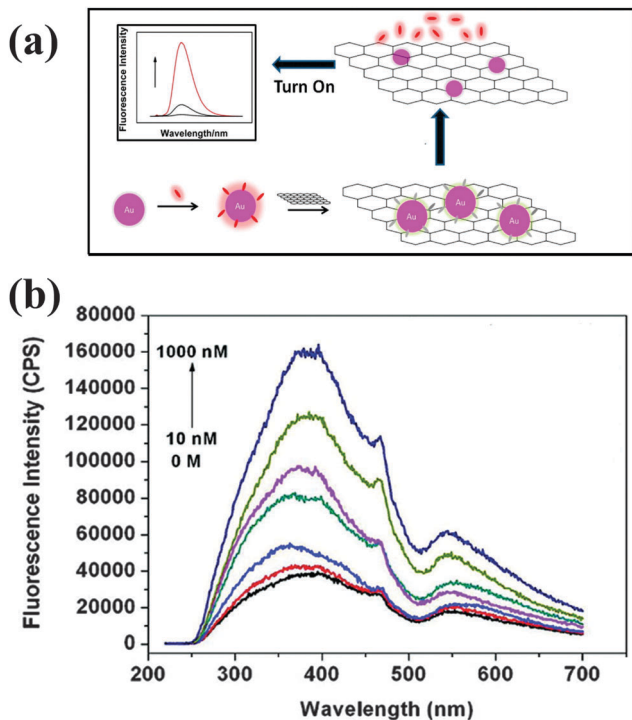 (a)
Fluorescence Intensity
Wavelength/nm
Turn On
Au
Au
Au
Au
Au
(b)
Fluorescence Intensity (CPS)
80000
160000
140000
120000
100000
80000
60000
40000
20000
0
1000 nM
10 nM
0 M
200 300 400 500 600 700
Wavelength (nm)